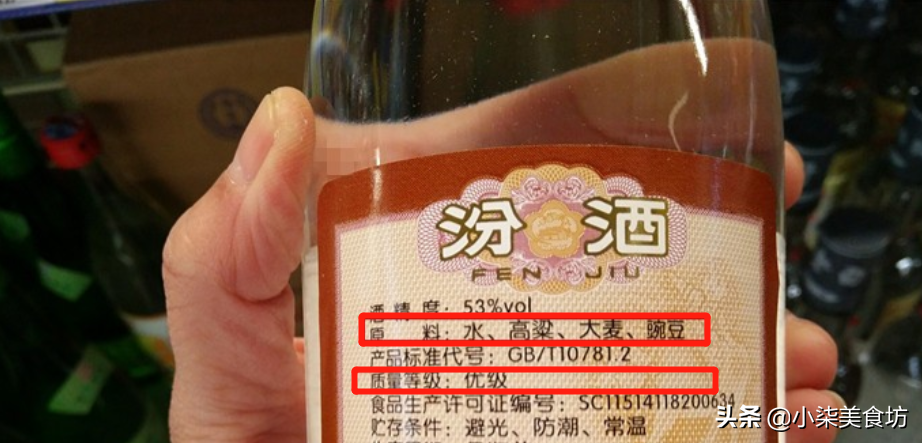 汾酒
FEN JIU
酒精度：53%vol
原料：水、高粱、大麦、豌豆
产品标准代号：GB/T10781.2
质量等级：优级
食品生产许可证编号：SC11514118200634
贮存条件：避光、防潮、常温
头条 @小柒美食坊